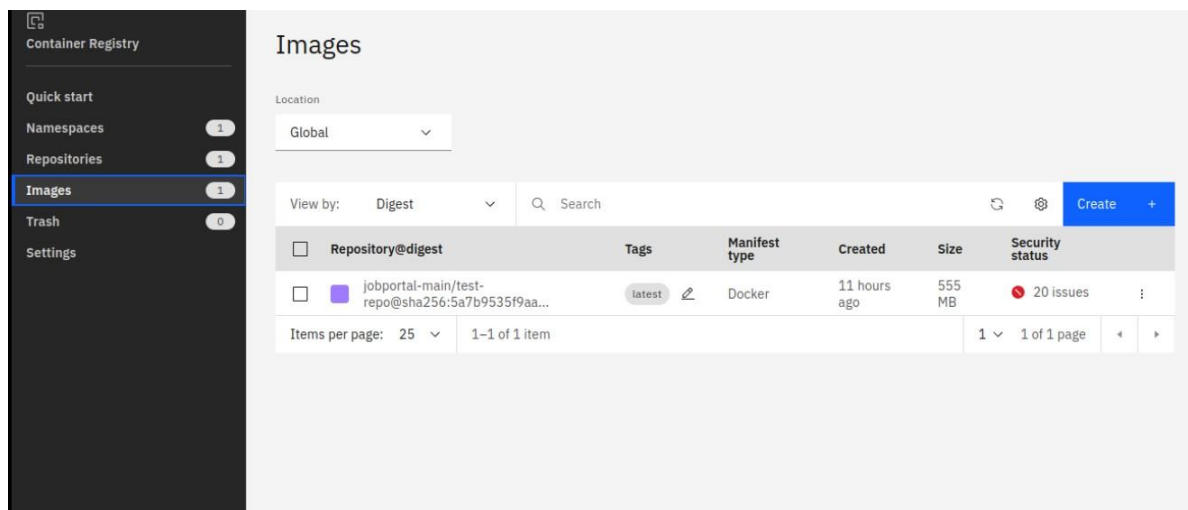 Container Registry
Quick start
Namespaces 1
Repositories 1
Images 1
Trash 0
Settings
Images
Location
Global
View by: Digest Search Create +
Repository@digest Tags Manifest type Created Size Security status
jobportal-main/test-repo@sha256:5a7b9535f9aa... latest Docker 11 hours ago 555 MB 20 issues
Items per page: 25 1–1 of 1 item 1 1 of 1 page